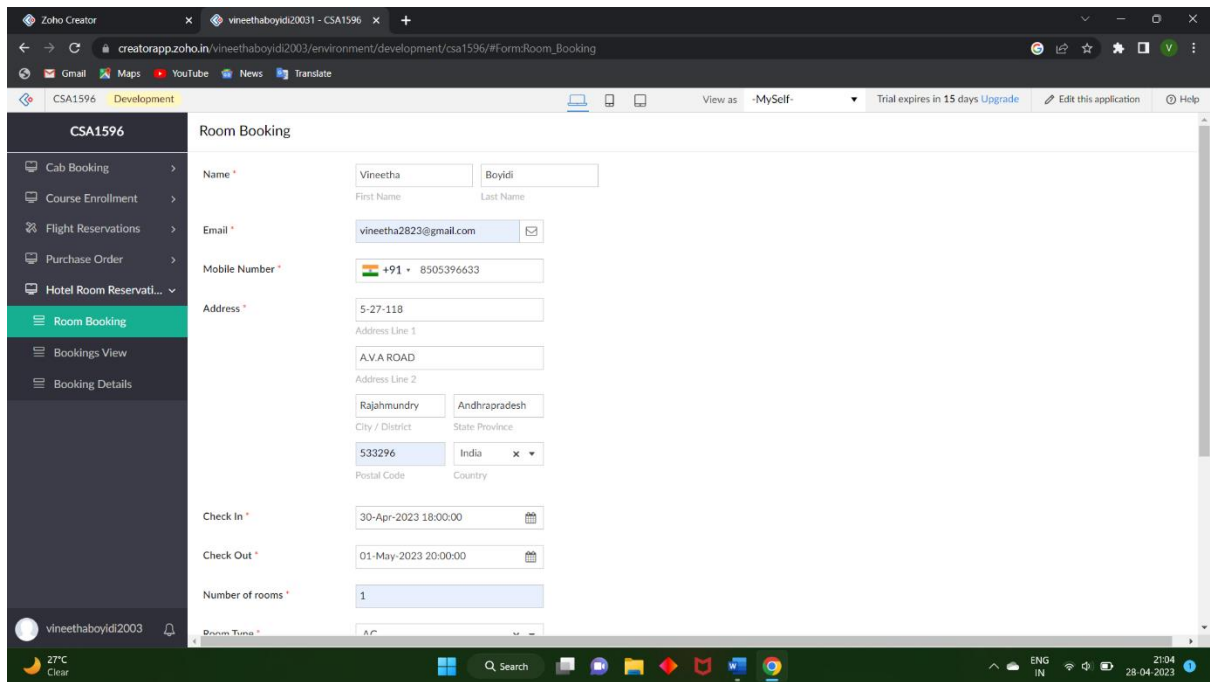 Zoho Creator vineethaboyidi20031 - CSA1596
creatorapp.zoho.in/vineethaboyidi2003/environment/development/csa1596/#Form:Room_Booking V
Gmail Maps YouTube News Translate
CSA1596 Development View as -MySelf- Trial expires in 15 days Upgrade Edit this application Help
CSA1596 Room Booking
Cab Booking
Course Enrollment
Flight Reservations
Purchase Order
Hotel Room Reservati...
Room Booking
Bookings View
Booking Details
vineethaboyidi2003
Name * Vineetha Boyidi
First Name Last Name
Email * vineetha2823@gmail.com
Mobile Number * +91 8505396633
Address * 5-27-118
Address Line 1
A.V.A ROAD
Address Line 2
Rajahmundry Andhrapradesh
City / District State Province
533296 India
Postal Code Country
Check In * 30-Apr-2023 18:00:00
Check Out * 01-May-2023 20:00:00
Number of rooms * 1
Room Type * AC
27°C Search ENG 21:04
Clear IN 28-04-2023 1